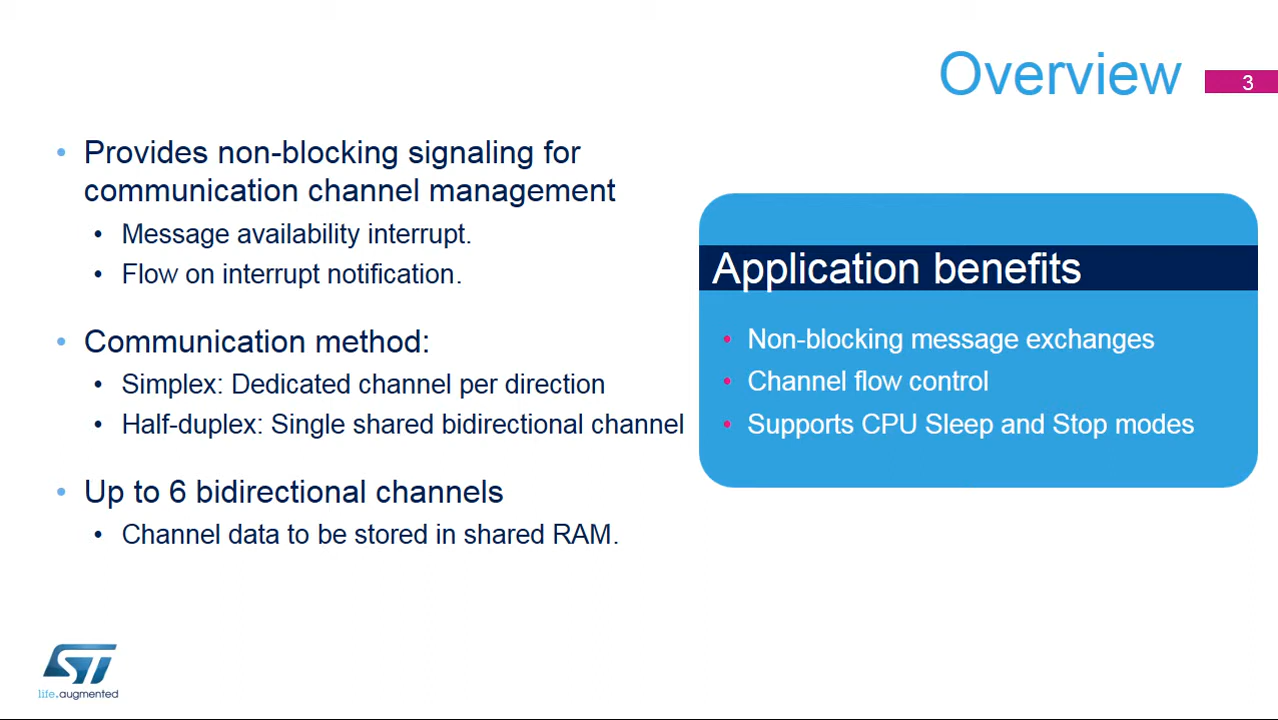 Overview
3
• Provides non-blocking signaling for
communication channel management
• Message availability interrupt.
• Flow on interrupt notification.
• Communication method:
• Simplex: Dedicated channel per direction
• Half-duplex: Single shared bidirectional channel
• Up to 6 bidirectional channels
• Channel data to be stored in shared RAM.
Application benefits
• Non-blocking message exchanges
• Channel flow control
• Supports CPU Sleep and Stop modes
ST
life.augmented